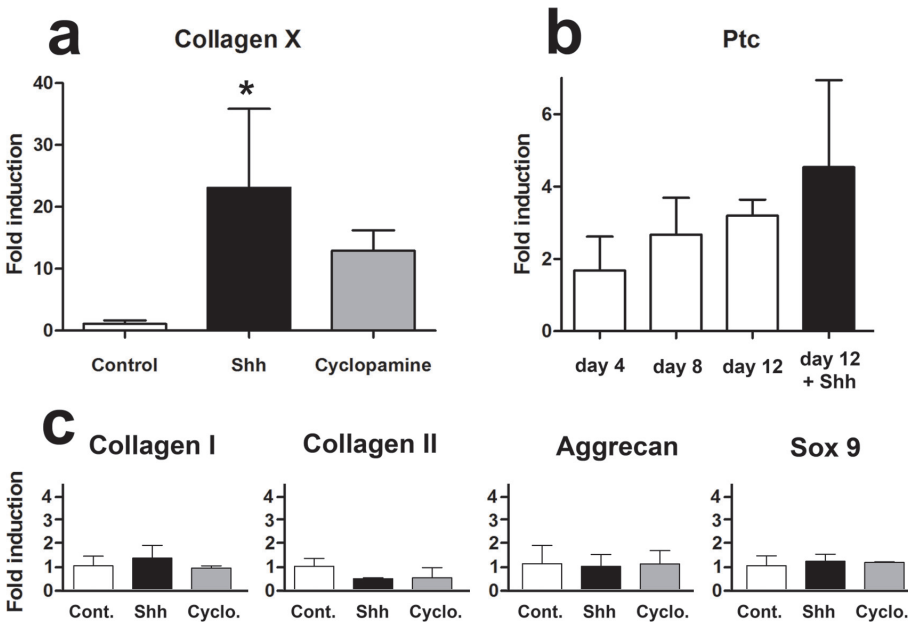 a
Collagen X
Fold induction
40
30
20
10
0
*
Control Shh Cyclopamine
b
Ptc
Fold induction
6
4
2
0
day 4 day 8 day 12 day 12
+ Shh
c
Collagen I
Fold induction
4
3
2
1
0
Cont. Shh Cyclo.
Collagen II
4
3
2
1
0
Cont. Shh Cyclo.
Aggrecan
4
3
2
1
0
Cont. Shh Cyclo.
Sox 9
4
3
2
1
0
Cont. Shh Cyclo.